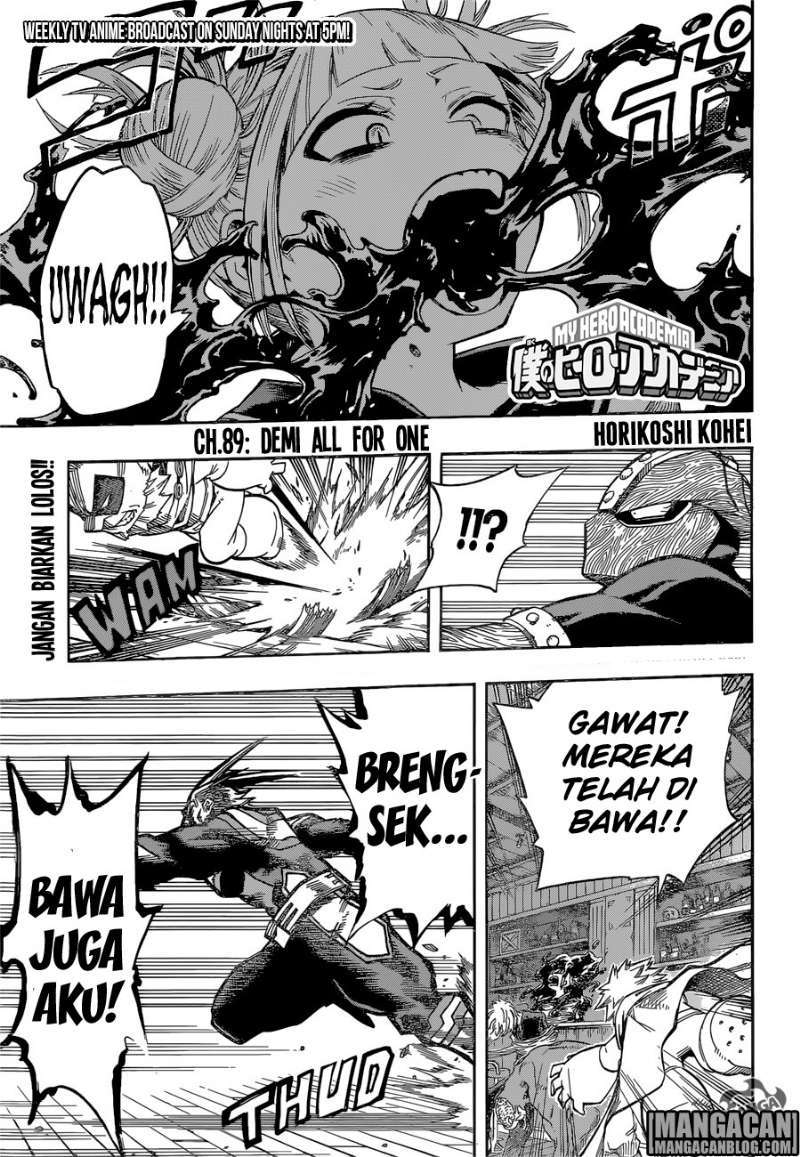 WEEKLY TV ANIME BROADCAST ON SUNDAY NIGHTS AT 5PM!
UWAGH!!
MY HERO ACADEMIA
僕のヒーローアカデミア
CH.89: DEMI ALL FOR ONE
HORIKOSHI KOHEI
JANGAN BIARKAN LOLOS!!
!!?
WAM
GAWAT!
MEREKA
TELAH DI
BAWA!!
BRENG-
SEK...
BAWA
JUGA
AKU!
THUD
MANGACAN
MANGACANBLOG.COM